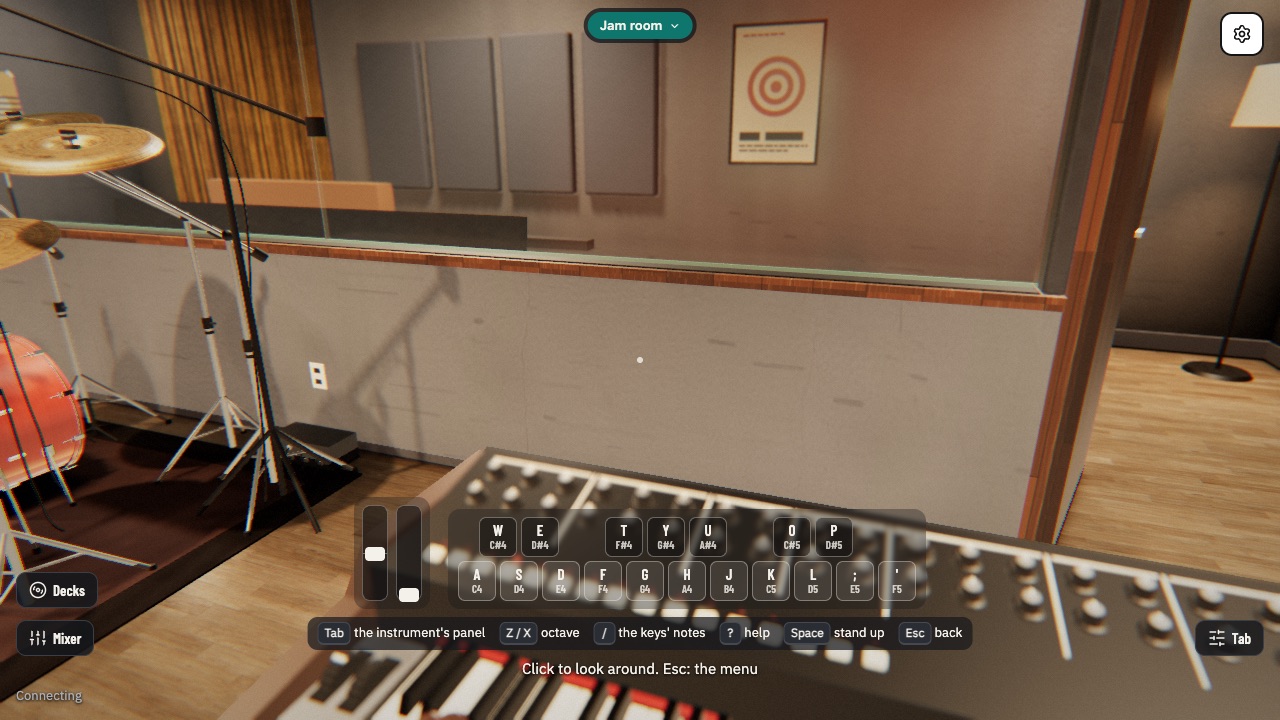 Jam room
W E T Y U O P
C#4 D#4 F#4 G#4 A#4 C#5 D#5
A S D F G H J K L ; '
C4 D4 E4 F4 G4 A4 B4 C5 D5 E5 F5
Decks
Mixer
Tab the instrument's panel Z / X octave / the keys' notes ? help Space stand up Esc back
Tab
Click to look around. Esc: the menu
Connecting